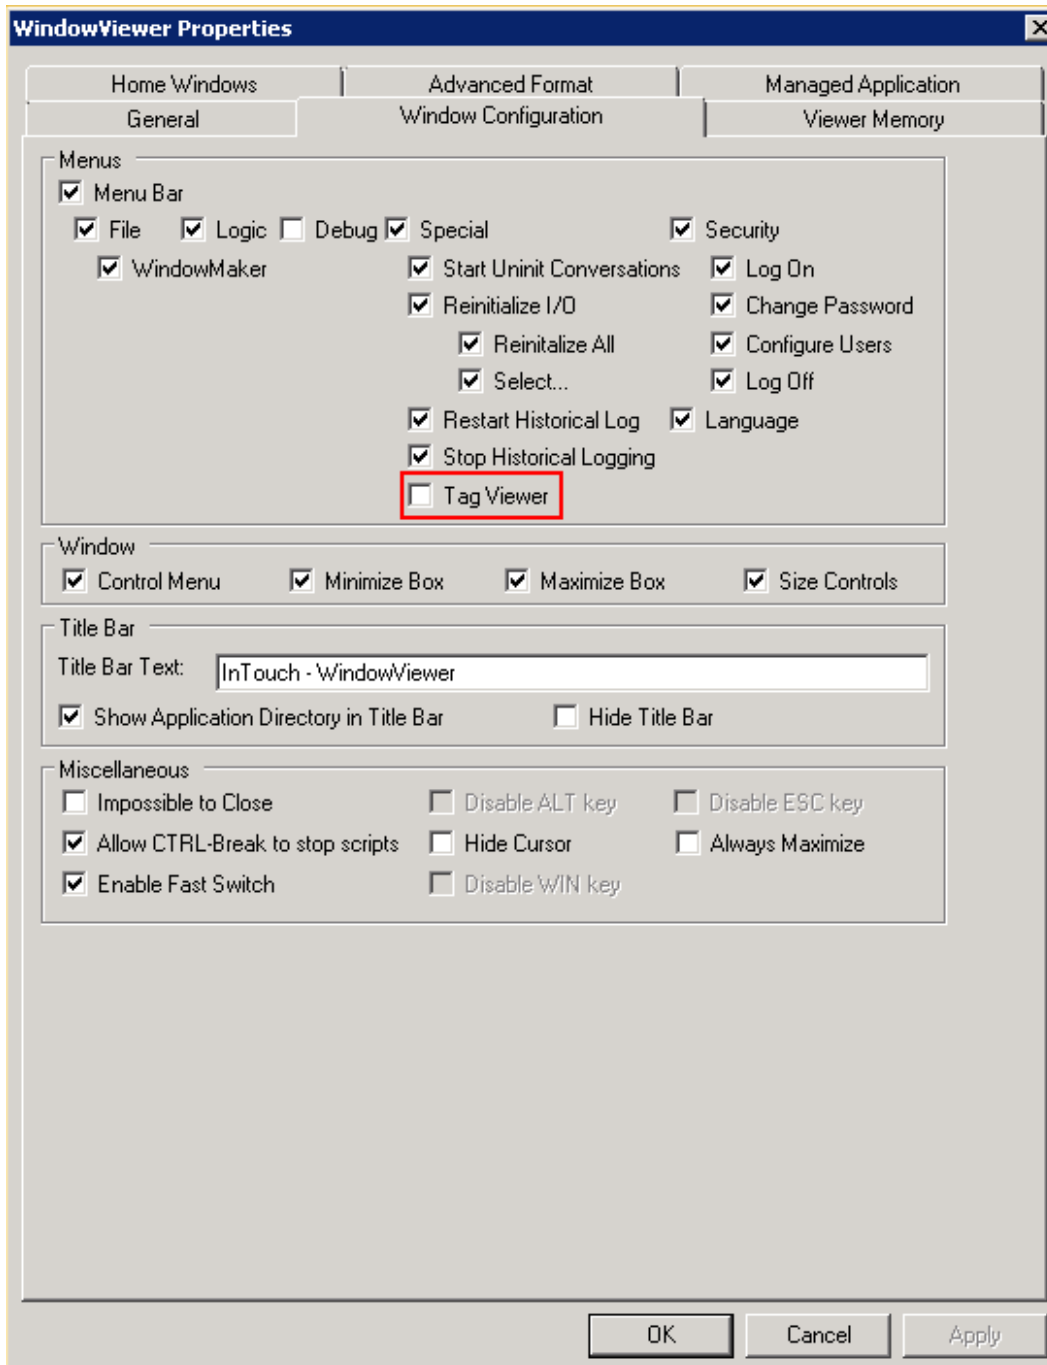 WindowViewer Properties
Home Windows Advanced Format Managed Application
General Window Configuration Viewer Memory
Menus
Menu Bar
File Logic Debug Special Security
WindowMaker Start Uninit Conversations Log On
Reinitialize I/O Change Password
Reinitalize All Configure Users
Select... Log Off
Restart Historical Log Language
Stop Historical Logging
Tag Viewer
Window
Control Menu Minimize Box Maximize Box Size Controls
Title Bar
Title Bar Text: InTouch - WindowViewer
Show Application Directory in Title Bar Hide Title Bar
Miscellaneous
Impossible to Close Disable ALT key Disable ESC key
Allow CTRL-Break to stop scripts Hide Cursor Always Maximize
Enable Fast Switch Disable WIN key
OK Cancel Apply